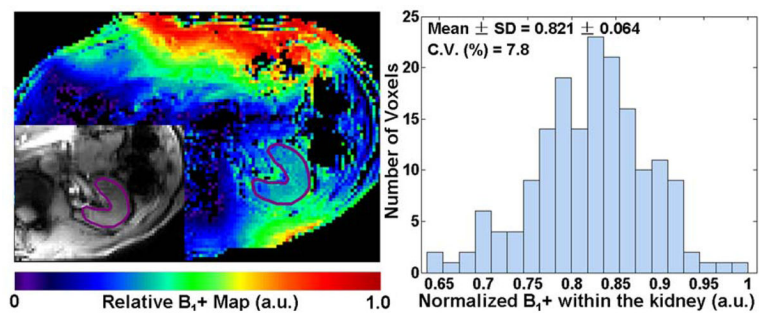 0
Relative B₁+ Map (a.u.)
1.0
Mean ± SD = 0.821 ± 0.064
C.V. (%) = 7.8
Number of Voxels
25
20
15
10
5
0
0.65 0.7 0.75 0.8 0.85 0.9 0.95 1
Normalized B₁+ within the kidney (a.u.)